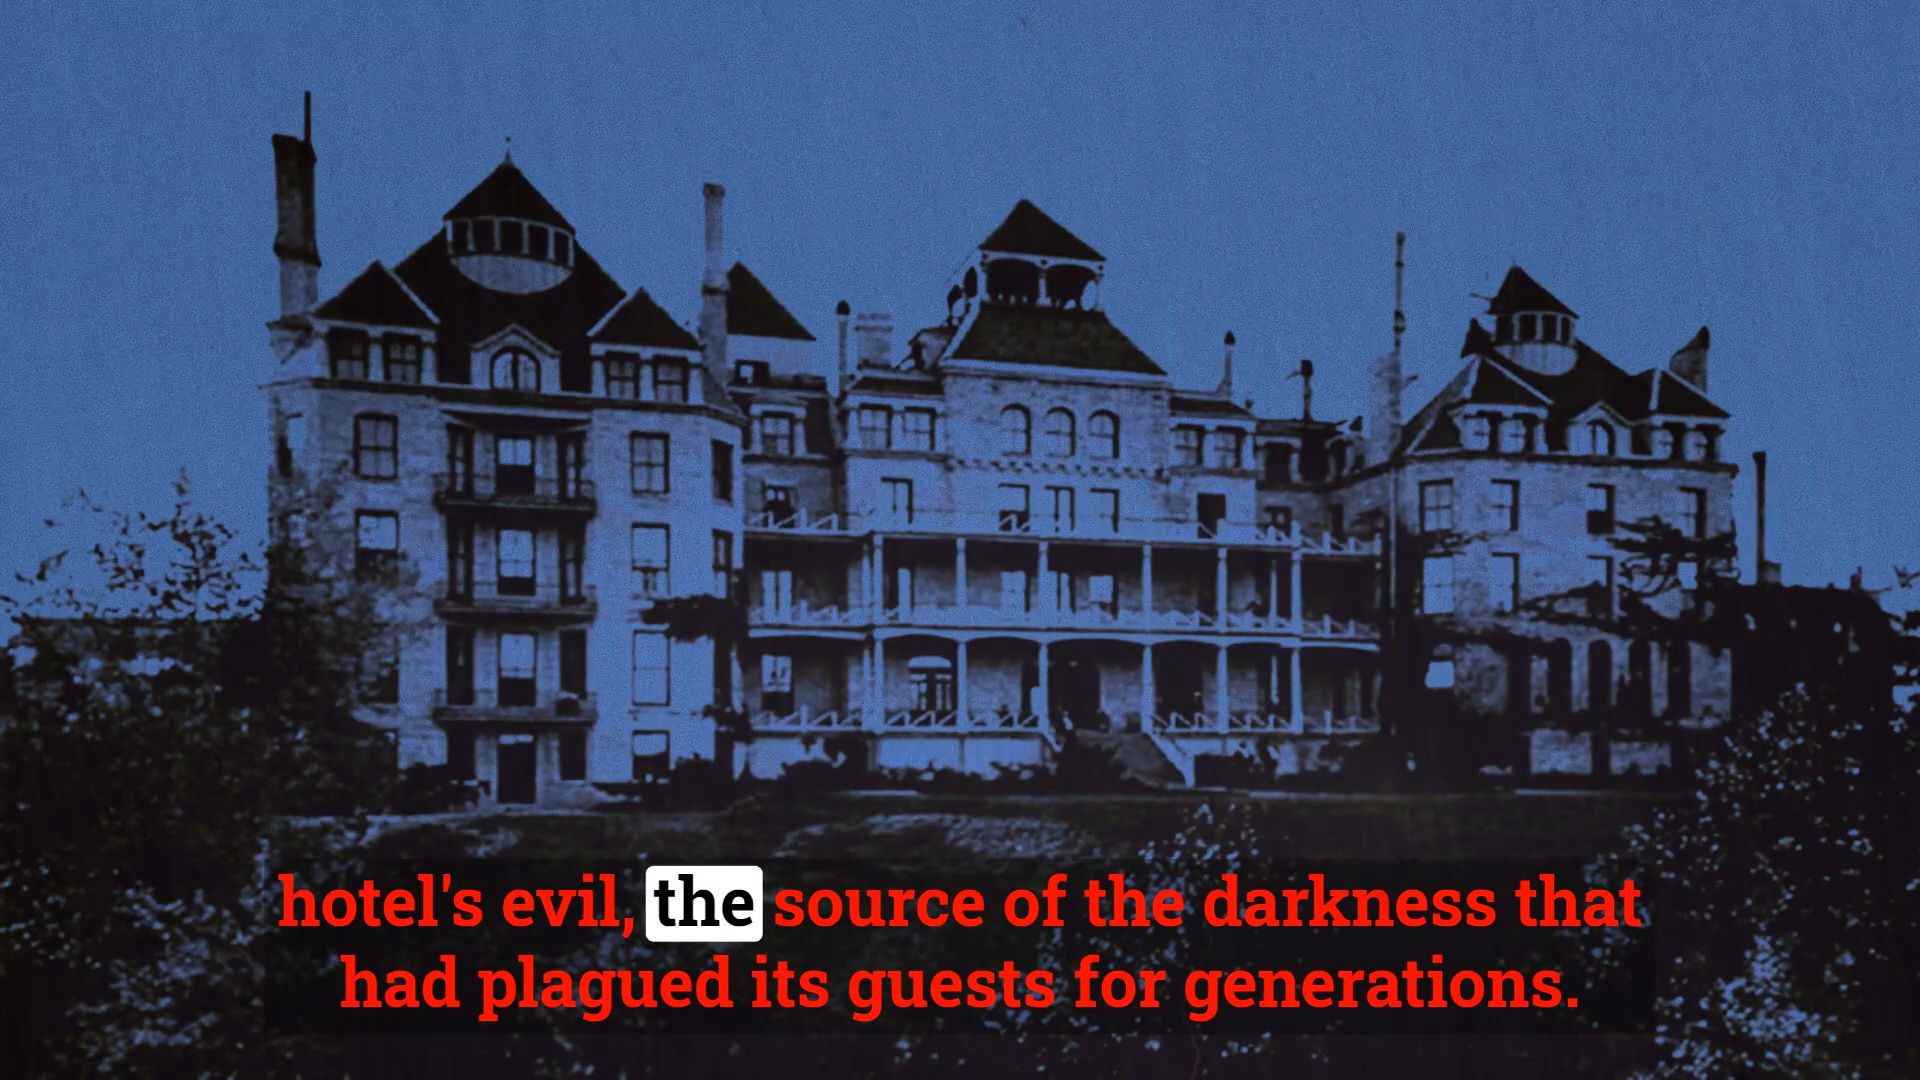 hotel's evil, the source of the darkness that
had plagued its guests for generations.